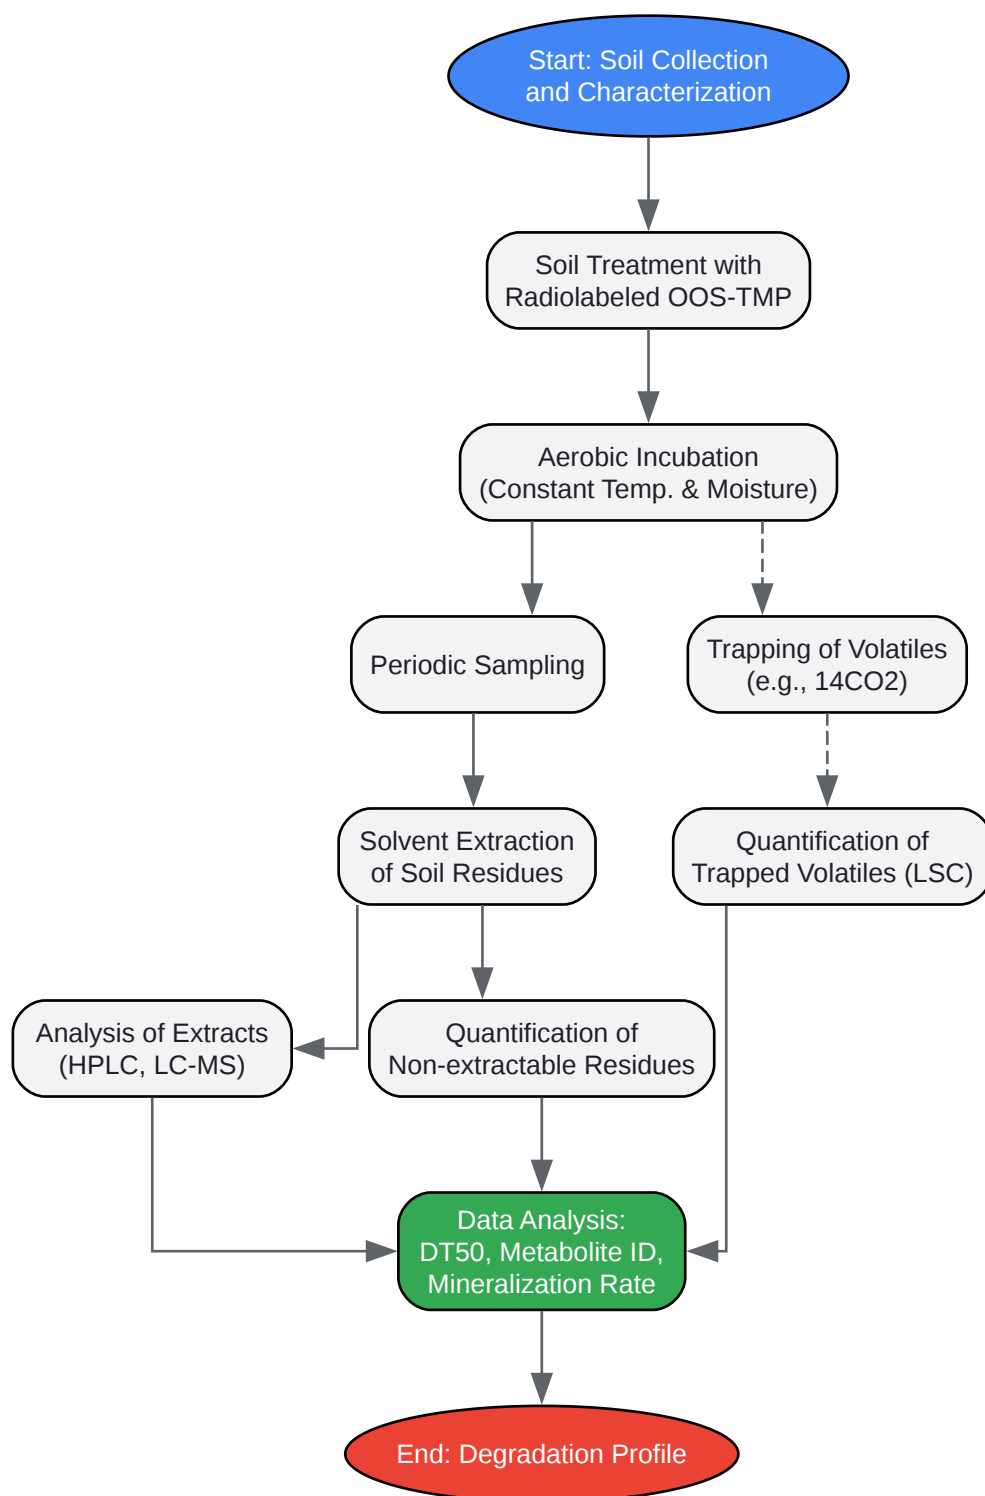 Start: Soil Collection
and Characterization
Soil Treatment with
Radiolabeled OOS-TMP
Aerobic Incubation
(Constant Temp. & Moisture)
Periodic Sampling
Trapping of Volatiles
(e.g., 14CO2)
Solvent Extraction
of Soil Residues
Quantification of
Trapped Volatiles (LSC)
Analysis of Extracts
(HPLC, LC-MS)
Quantification of
Non-extractable Residues
Data Analysis:
DT50, Metabolite ID,
Mineralization Rate
End: Degradation Profile